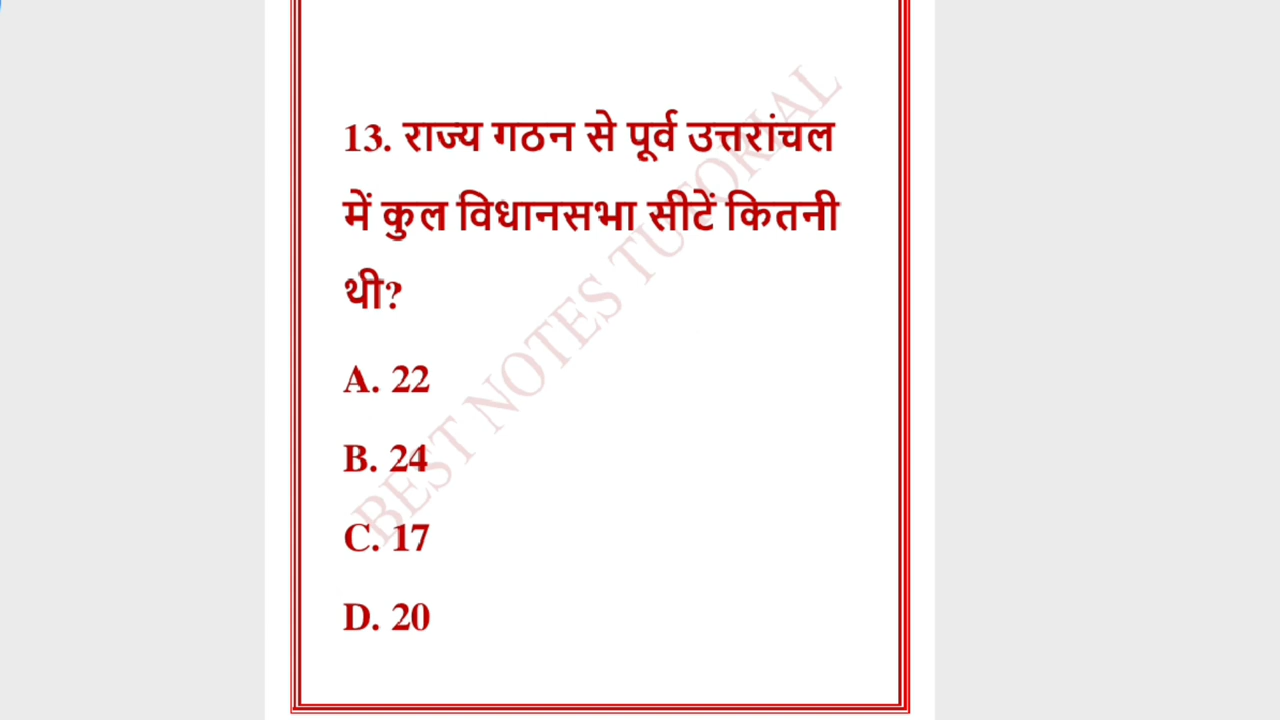 13. राज्य गठन से पूर्व उत्तरांचल
में कुल विधानसभा सीटें कितनी
थी?
A. 22
B. 24
C. 17
D. 20
BEST NOTES TUTORIAL